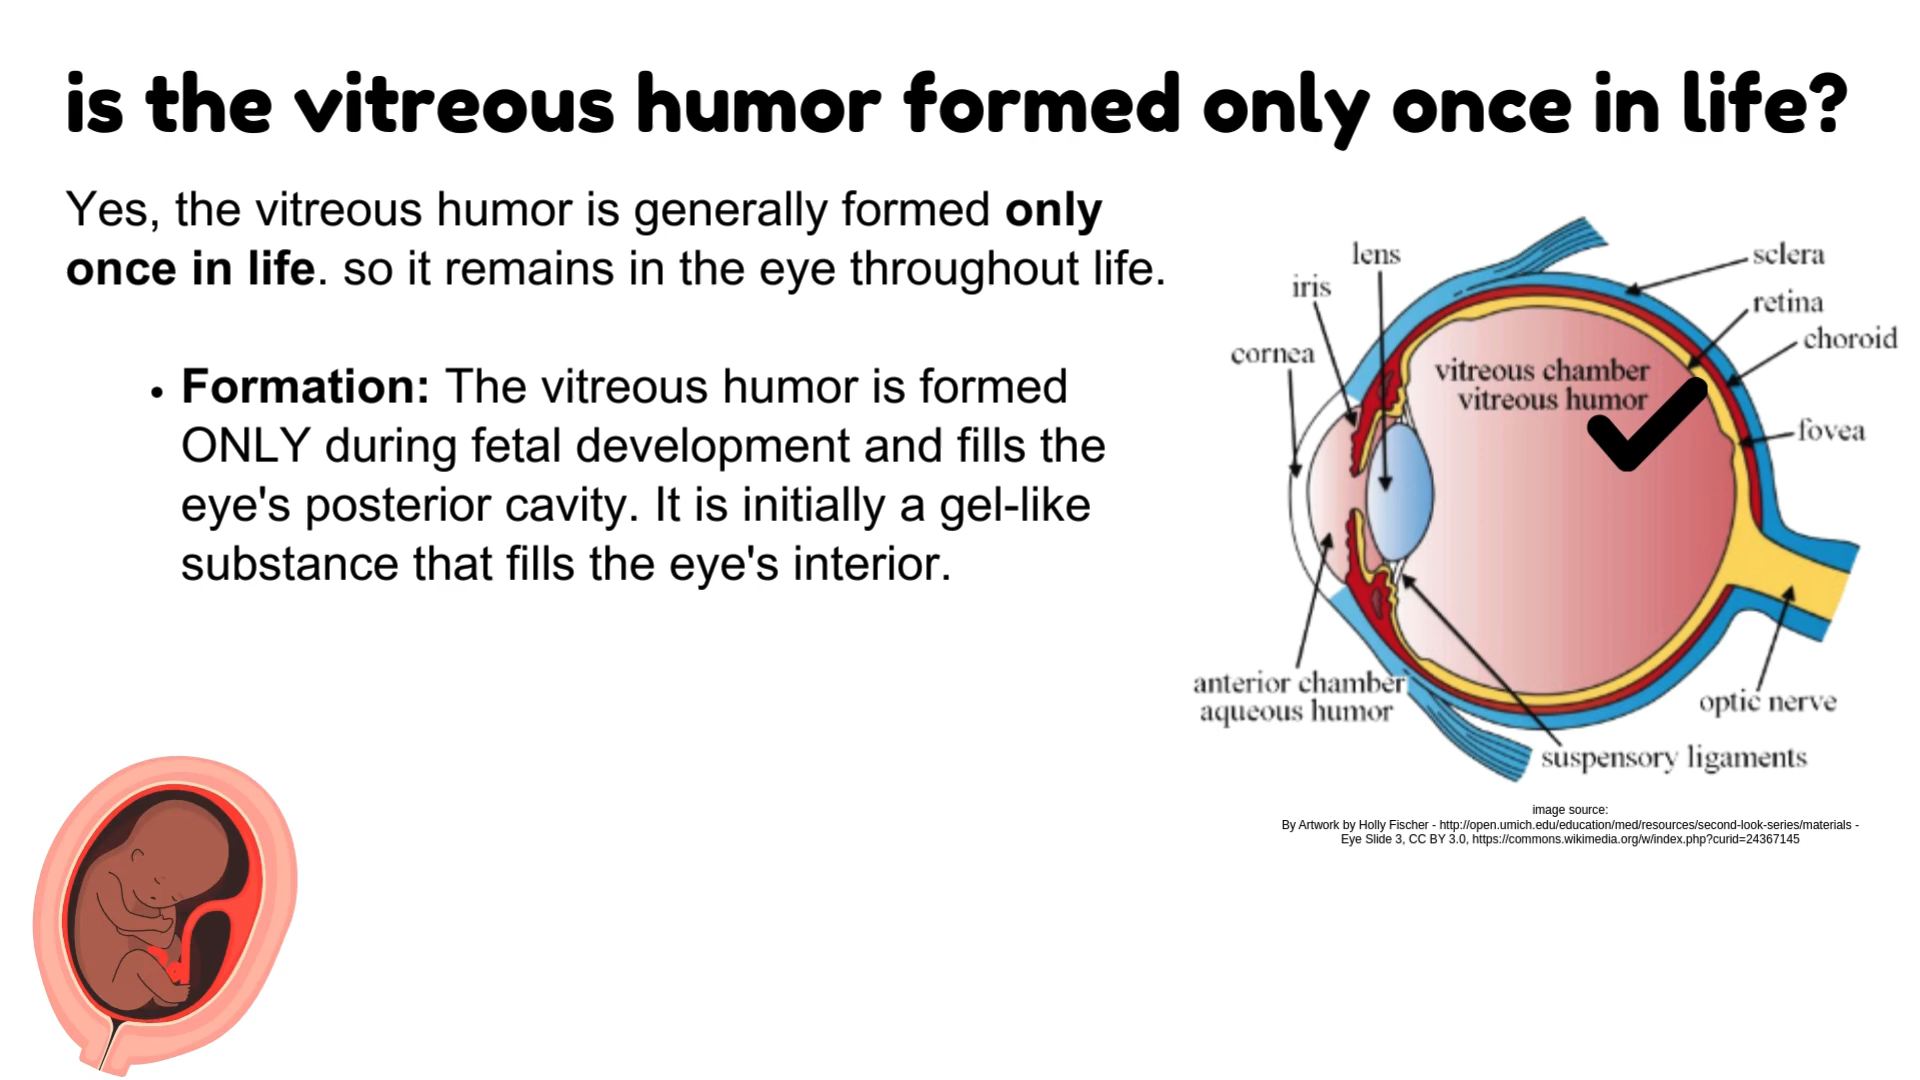 is the vitreous humor formed only once in life?
Yes, the vitreous humor is generally formed only
once in life. so it remains in the eye throughout life.
• Formation: The vitreous humor is formed
ONLY during fetal development and fills the
eye's posterior cavity. It is initially a gel-like
substance that fills the eye's interior.
lens
sclera
iris
retina
choroid
cornea
vitreous chamber
vitreous humor
fovea
anterior chamber
aqueous humor
optic nerve
suspensory ligaments
image source:
By Artwork by Holly Fischer - http://open.umich.edu/education/med/resources/second-look-series/materials -
Eye Slide 3, CC BY 3.0, https://commons.wikimedia.org/w/index.php?curid=24367145